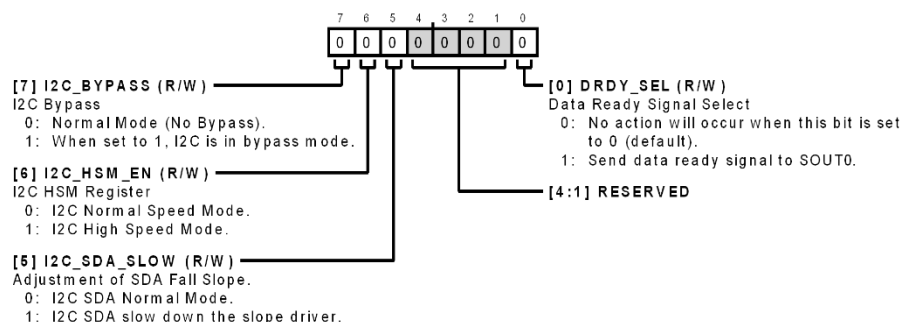 7 6 5 4 3 2 1 0
0 0 0 0 0 0 0 0
[7] I2C_BYPASS (R/W)
I2C Bypass
0: Normal Mode (No Bypass).
1: When set to 1, I2C is in bypass mode.
[6] I2C_HSM_EN (R/W)
I2C HSM Register
0: I2C Normal Speed Mode.
1: I2C High Speed Mode.
[5] I2C_SDA_SLOW (R/W)
Adjustment of SDA Fall Slope.
0: I2C SDA Normal Mode.
1: I2C SDA slow down the slope driver.
[0] DRDY_SEL (R/W)
Data Ready Signal Select
0: No action will occur when this bit is set
to 0 (default).
1: Send data ready signal to SOUT0.
[4:1] RESERVED